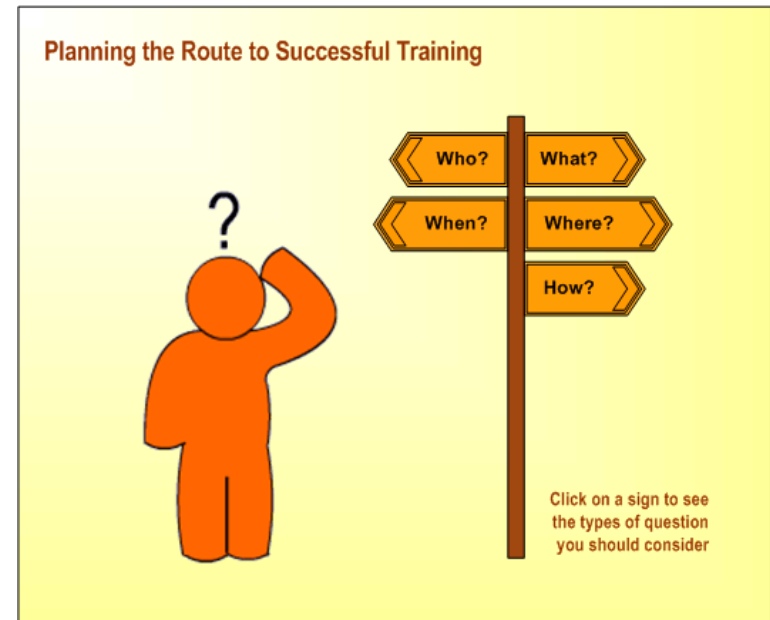 Planning the Route to Successful Training
Who?
What?
When?
Where?
How?
?
Click on a sign to see
the types of question
you should consider